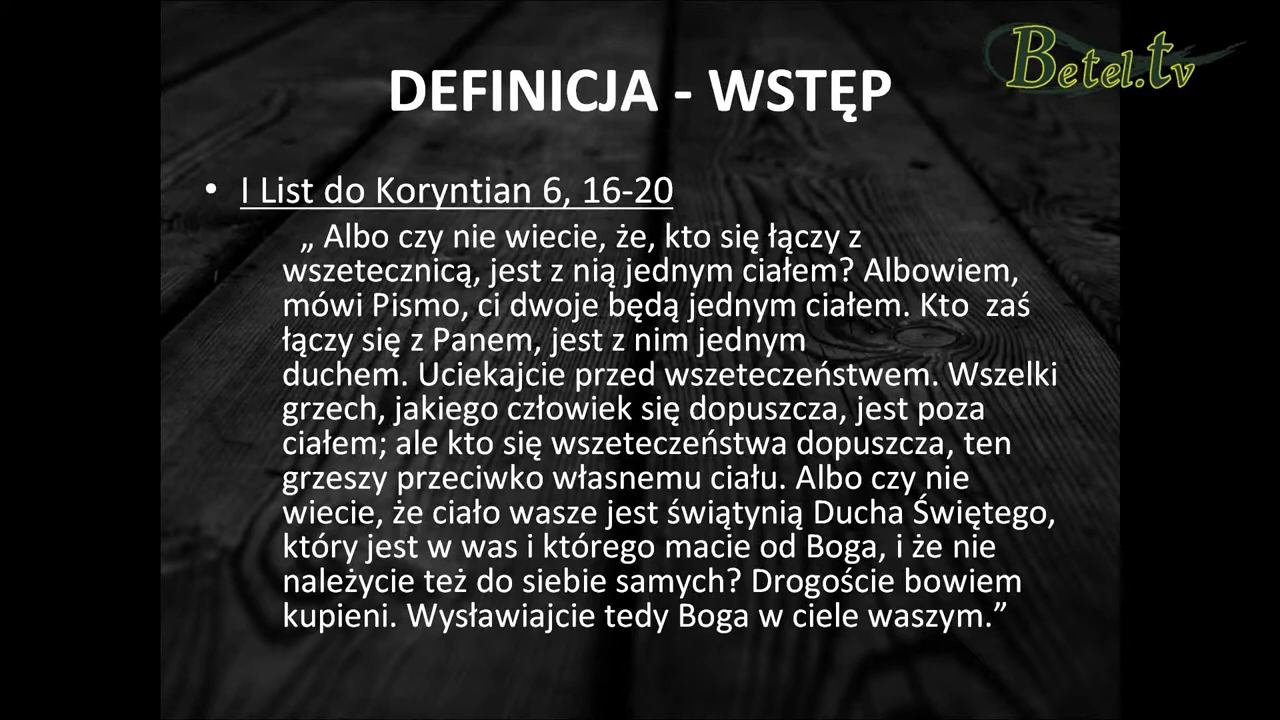 Betel.tv
DEFINICJA - WSTĘP
• I List do Koryntian 6, 16-20
„ Albo czy nie wiecie, że, kto się łączy z
wszetecznicą, jest z nią jednym ciałem? Albowiem,
mówi Pismo, ci dwoje będą jednym ciałem. Kto  zaś
łączy się z Panem, jest z nim jednym
duchem. Uciekajcie przed wszeteczeństwem. Wszelki
grzech, jakiego człowiek się dopuszcza, jest poza
ciałem; ale kto się wszeteczeństwa dopuszcza, ten
grzeszy przeciwko własnemu ciału. Albo czy nie
wiecie, że ciało wasze jest świątynią Ducha Świętego,
który jest w was i którego macie od Boga, i że nie
należycie też do siebie samych? Drogoście bowiem
kupieni. Wysławiajcie tedy Boga w ciele waszym.”